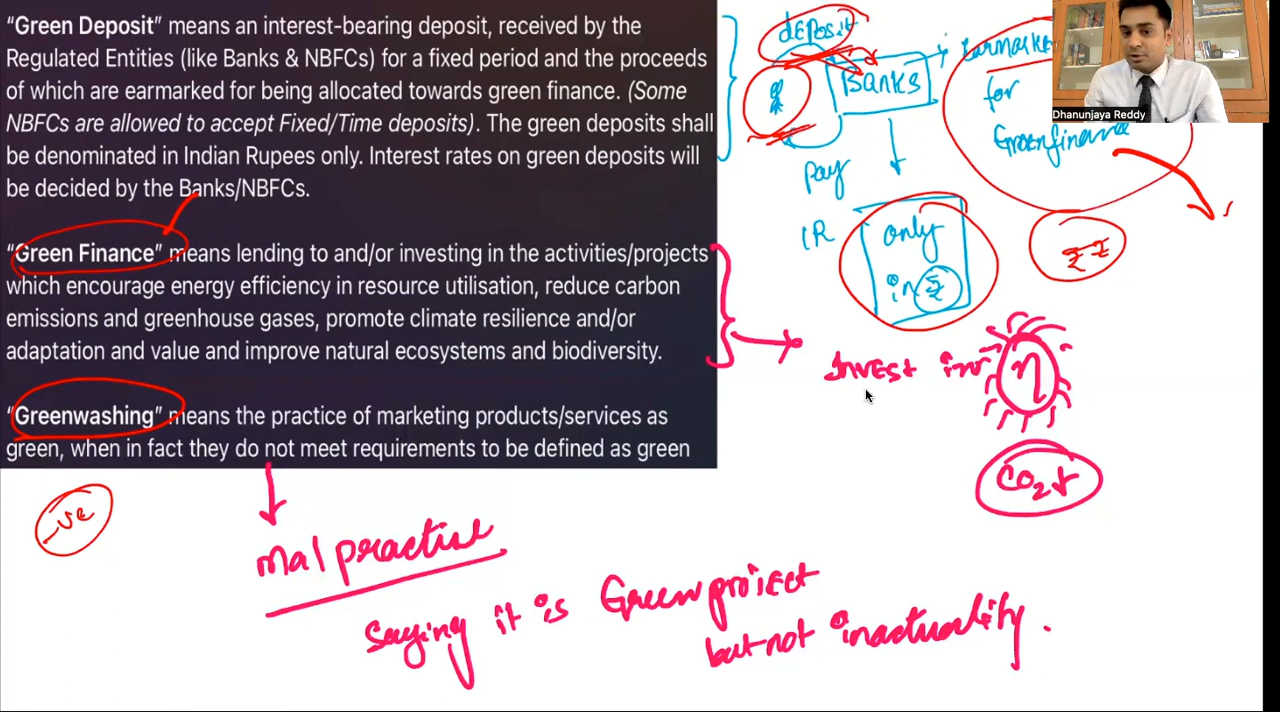 “Green Deposit” means an interest-bearing deposit, received by the
Regulated Entities (like Banks & NBFCs) for a fixed period and the proceeds
of which are earmarked for being allocated towards green finance. (Some
NBFCs are allowed to accept Fixed/Time deposits). The green deposits shall
be denominated in Indian Rupees only. Interest rates on green deposits will
be decided by the Banks/NBFCs.
“Green Finance” means lending to and/or investing in the activities/projects
which encourage energy efficiency in resource utilisation, reduce carbon
emissions and greenhouse gases, promote climate resilience and/or
adaptation and value and improve natural ecosystems and biodiversity.
“Greenwashing” means the practice of marketing products/services as
green, when in fact they do not meet requirements to be defined as green
deposit
Banks
for
Greenfinance
Dhanunjaya Reddy
Pay
IR
only
in ₹
₹ ₹
Invest in η
CO2↓
-ve
Malpractise
Saying it is Green project
but not inactuality.